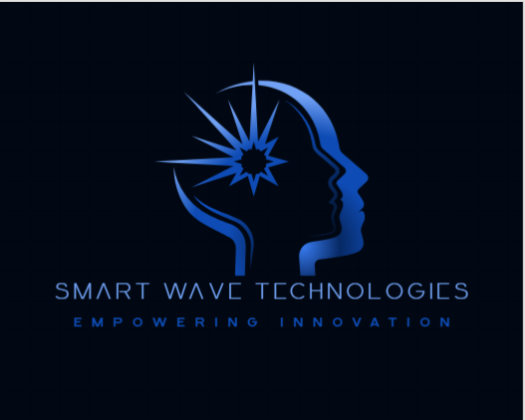 SMART WAVE TECHNOLOGIES
EMPOWERING INNOVATION